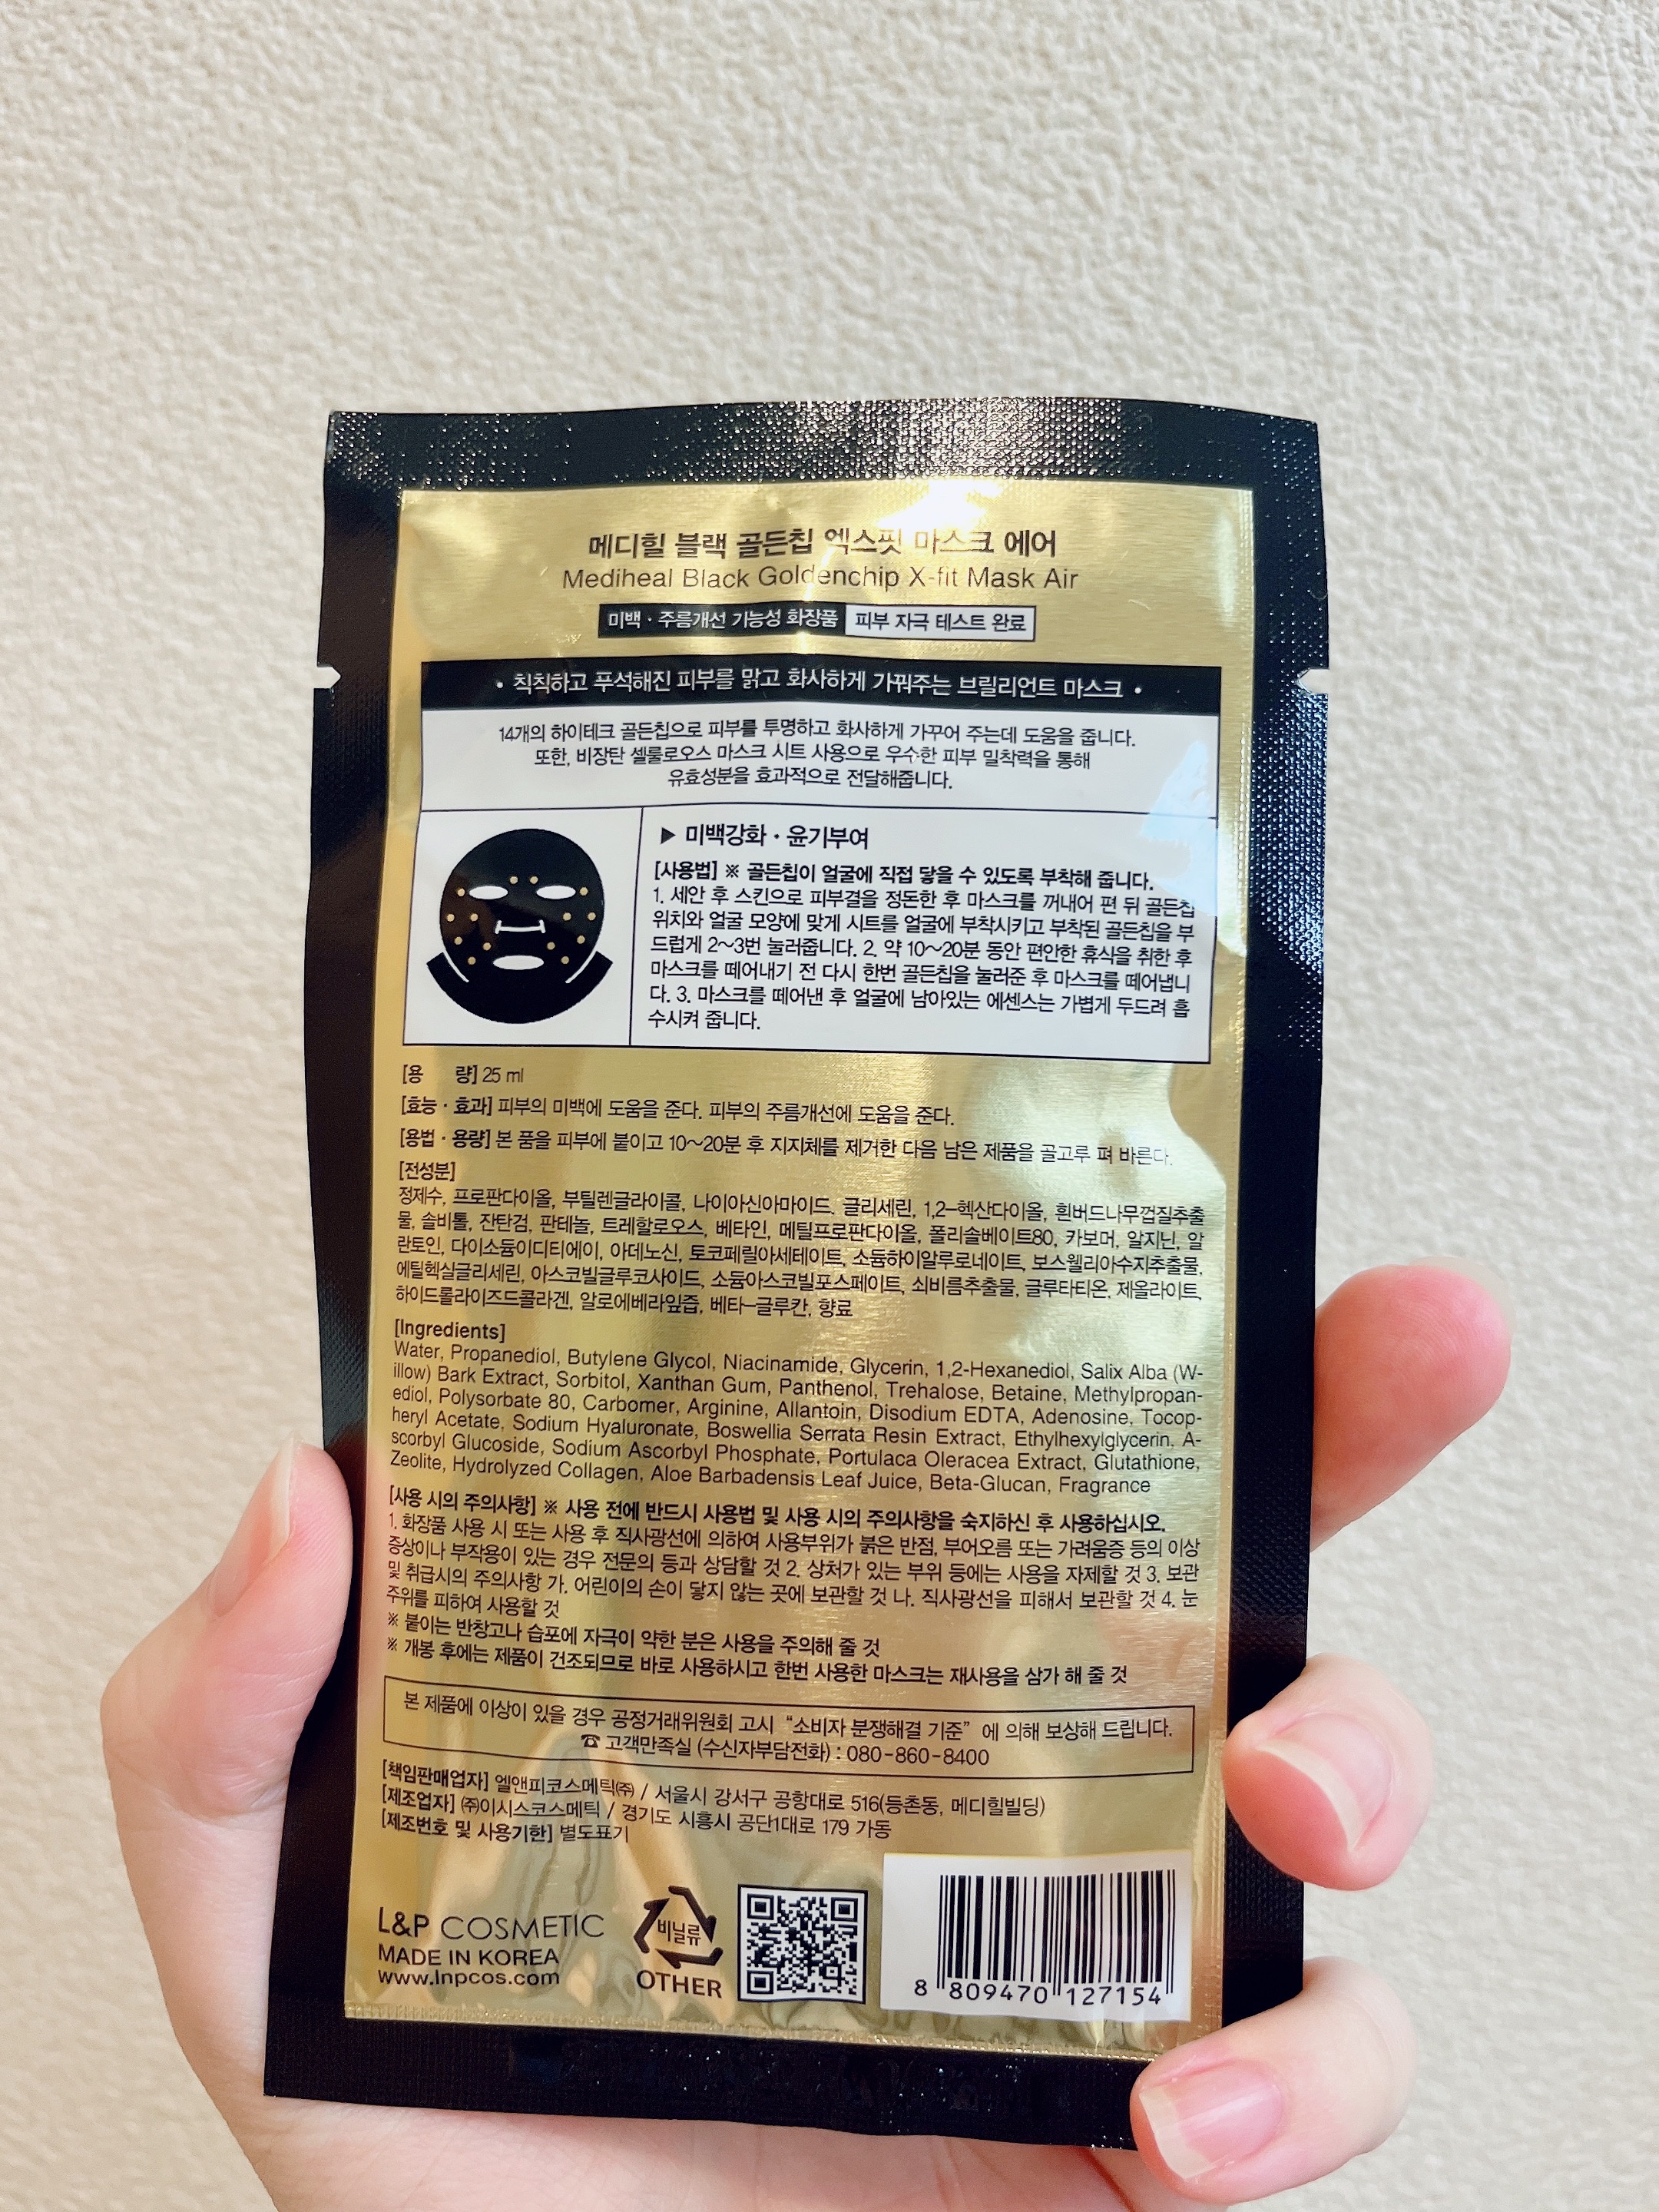 메디힐 블랙 골든칩 엑스핏 마스크 에어
Mediheal Black Goldenchip X-fit Mask Air
미백 · 주름개선 기능성 화장품 피부 자극 테스트 완료
· 칙칙하고 푸석해진 피부를 맑고 화사하게 가꿔주는 브릴리언트 마스크 ·
14개의 하이테크 골든칩으로 피부를 투명하고 화사하게 가꾸어 주는데 도움을 줍니다.
또한, 비장탄 셀룰로오스 마스크 시트 사용으로 우수한 피부 밀착력을 통해
유효성분을 효과적으로 전달해줍니다.
▶ 미백강화 · 윤기부여
[사용법] ※ 골든칩이 얼굴에 직접 닿을 수 있도록 부착해 줍니다.
1. 세안 후 스킨으로 피부결을 정돈한 후 마스크를 꺼내어 편 뒤 골든칩
위치와 얼굴 모양에 맞게 시트를 얼굴에 부착시키고 부착된 골든칩을 부
드럽게 2~3번 눌러줍니다. 2. 약 10~20분 동안 편안한 휴식을 취한 후
마스크를 떼어내기 전 다시 한번 골든칩을 눌러준 후 마스크를 떼어냅니
다. 3. 마스크를 떼어낸 후 얼굴에 남아있는 에센스는 가볍게 두드려 흡
수시켜 줍니다.
[용 량] 25 ml
[효능 · 효과] 피부의 미백에 도움을 준다. 피부의 주름개선에 도움을 준다.
[용법 · 용량] 본 품을 피부에 붙이고 10~20분 후 지지체를 제거한 다음 남은 제품을 골고루 펴 바른다.
[전성분]
정제수, 프로판다이올, 부틸렌글라이콜, 나이아신아마이드, 글리세린, 1,2-헥산다이올, 흰버드나무껍질추출
물, 솔비톨, 잔탄검, 판테놀, 트레할로오스, 베타인, 메틸프로판다이올, 폴리솔베이트80, 카보머, 알지닌, 알
란토인, 다이소듐이디티에이, 아데노신, 토코페릴아세테이트, 소듐하이알루로네이트, 보스웰리아수지추출물,
에틸헥실글리세린, 아스코빌글루코사이드, 소듐아스코빌포스페이트, 쇠비름추출물, 글루타티온, 제올라이트,
하이드롤라이즈드콜라겐, 알로에베라잎즙, 베타-글루칸, 향료
[Ingredients]
Water, Propanediol, Butylene Glycol, Niacinamide, Glycerin, 1,2-Hexanediol, Salix Alba (W-
illow) Bark Extract, Sorbitol, Xanthan Gum, Panthenol, Trehalose, Betaine, Methylpropan-
ediol, Polysorbate 80, Carbomer, Arginine, Allantoin, Disodium EDTA, Adenosine, Tocop-
heryl Acetate, Sodium Hyaluronate, Boswellia Serrata Resin Extract, Ethylhexylglycerin, A-
scorbyl Glucoside, Sodium Ascorbyl Phosphate, Portulaca Oleracea Extract, Glutathione,
Zeolite, Hydrolyzed Collagen, Aloe Barbadensis Leaf Juice, Beta-Glucan, Fragrance
[사용 시의 주의사항] ※ 사용 전에 반드시 사용법 및 사용 시의 주의사항을 숙지하신 후 사용하십시오.
1. 화장품 사용 시 또는 사용 후 직사광선에 의하여 사용부위가 붉은 반점, 부어오름 또는 가려움증 등의 이상
증상이나 부작용이 있는 경우 전문의 등과 상담할 것 2. 상처가 있는 부위 등에는 사용을 자제할 것 3. 보관
및 취급시의 주의사항 가. 어린이의 손이 닿지 않는 곳에 보관할 것 나. 직사광선을 피해서 보관할 것 4. 눈
주위를 피하여 사용할 것
※ 붙이는 반창고나 습포에 자극이 약한 분은 사용을 주의해 줄 것
※ 개봉 후에는 제품이 건조되므로 바로 사용하시고 한번 사용한 마스크는 재사용을 삼가 해 줄 것
본 제품에 이상이 있을 경우 공정거래위원회 고시 “소비자 분쟁해결 기준” 에 의해 보상해 드립니다.
☎ 고객만족실 (수신자부담전화) : 080-860-8400
[책임판매업자] 엘앤피코스메틱㈜ / 서울시 강서구 공항대로 516(등촌동, 메디힐빌딩)
[제조업자] ㈜이시스코스메틱 / 경기도 시흥시 공단1대로 179 가동
[제조번호 및 사용기한] 별도표기
L&P COSMETIC
MADE IN KOREA
www.lnpcos.com
비닐류
OTHER
8 809470 127154